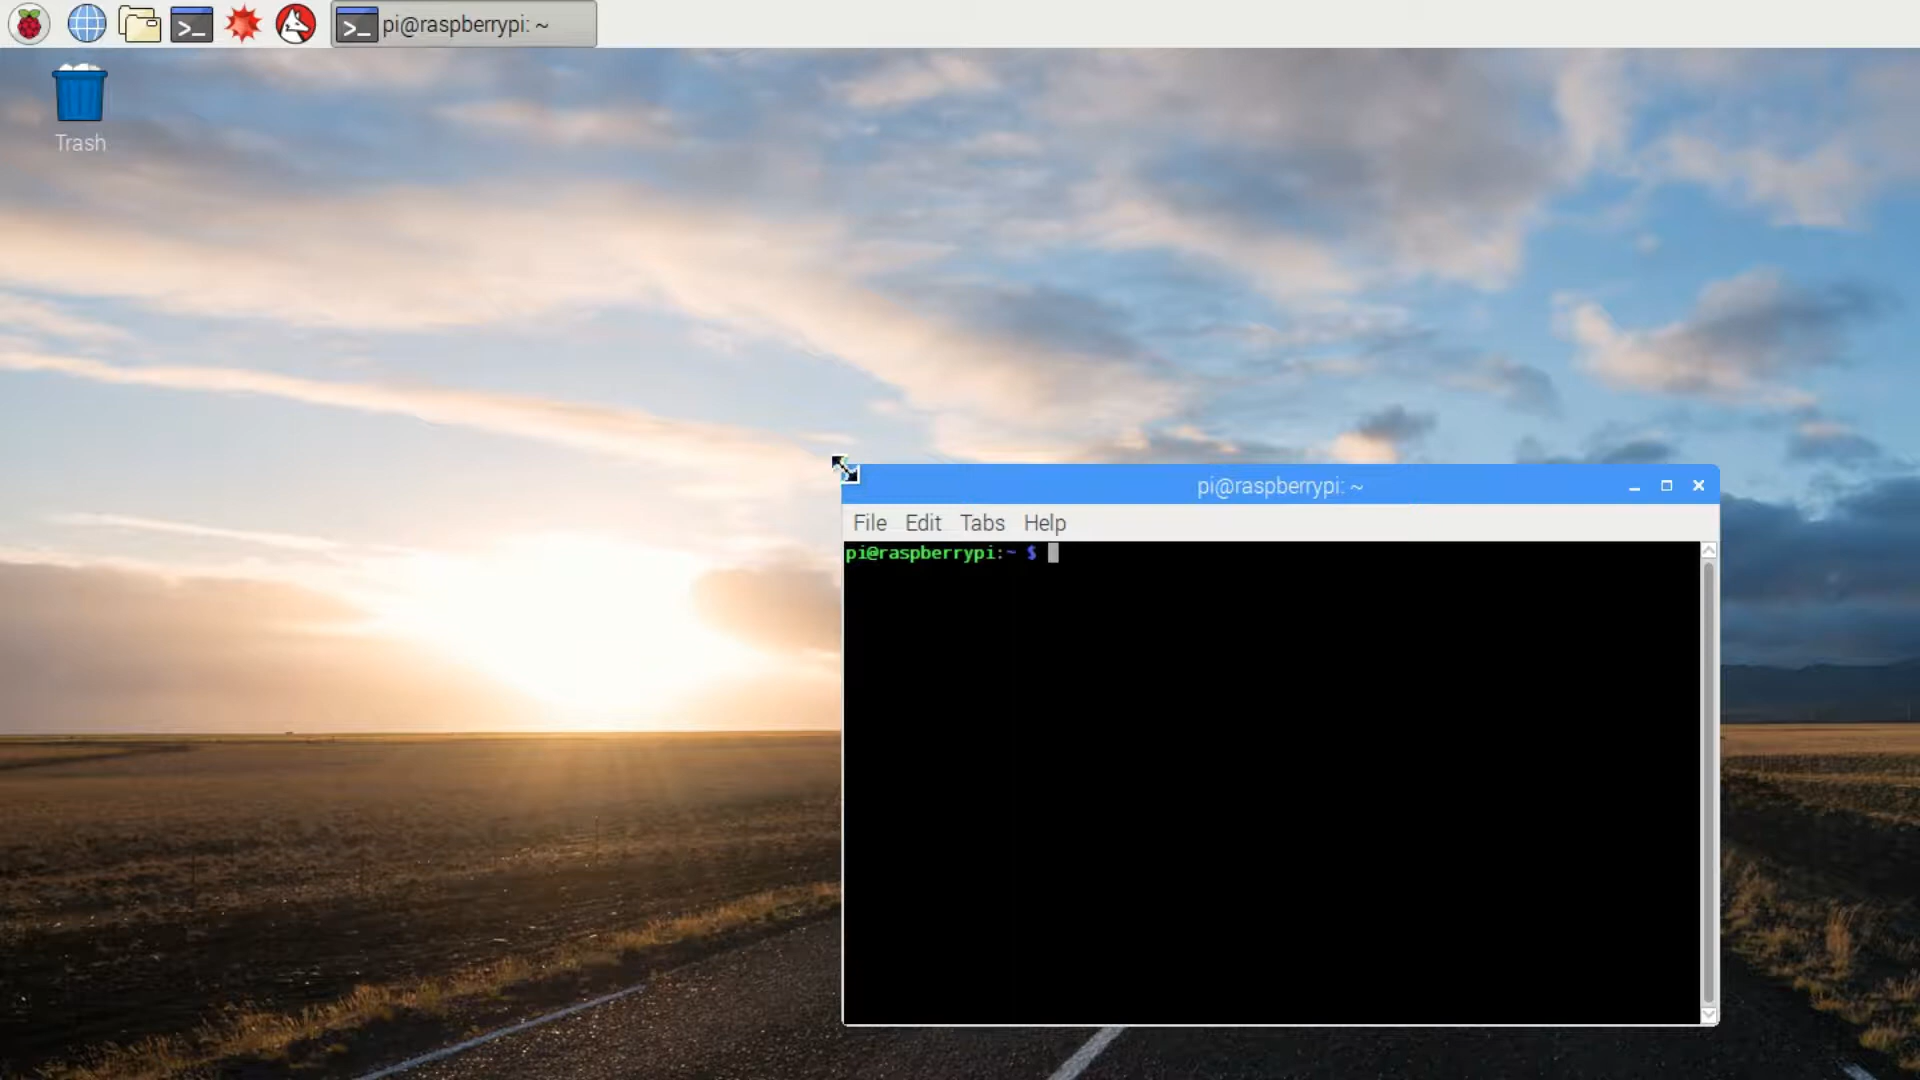 pi@raspberrypi: ~
Trash
pi@raspberrypi: ~
File Edit Tabs Help
pi@raspberrypi:~ $